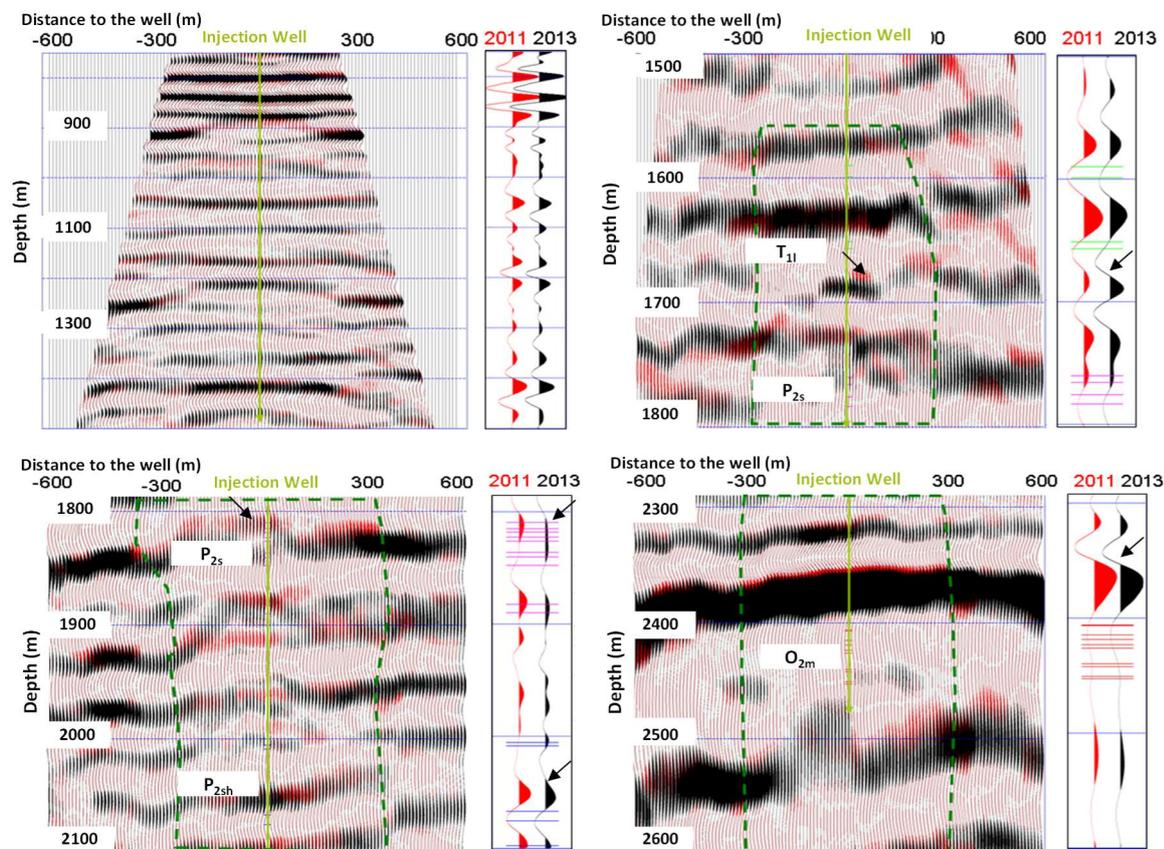 Distance to the well (m)
-600 -300 Injection Well 300 600 2011 2013
Depth (m)
900
1100
1300
Distance to the well (m)
-600 -300 Injection Well 600 2011 2013
Depth (m)
1500
1600
T1l
1700
P2s
1800
Distance to the well (m)
-600 -300 Injection Well 300 600 2011 2013
Depth (m)
1800
P2s
1900
2000
P2sh
2100
Distance to the well (m)
-600 -300 Injection Well 300 600 2011 2013
Depth (m)
2300
2400
O2m
2500
2600